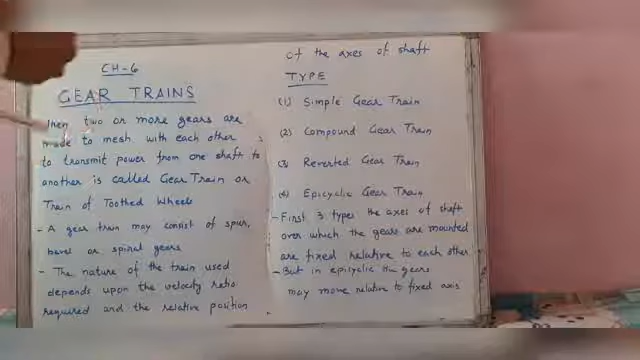 CH-6
GEAR TRAINS
When two or more gears are
made to mesh with each other
to transmit power from one shaft to
another is called Gear Train or
Train of Toothed Wheels
- A gear train may consist of spur,
bevel or spiral gears
- The nature of the train used
depends upon the velocity ratio
required and the relative position
of the axes of shaft
TYPE
(1) Simple Gear Train
(2) Compound Gear Train
(3) Reverted Gear Train
(4) Epicyclic Gear Train
- First 3 types the axes of shaft
over which the gears are mounted
are fixed relative to each other
- But in epicyclic the gears
may move relative to fixed axis